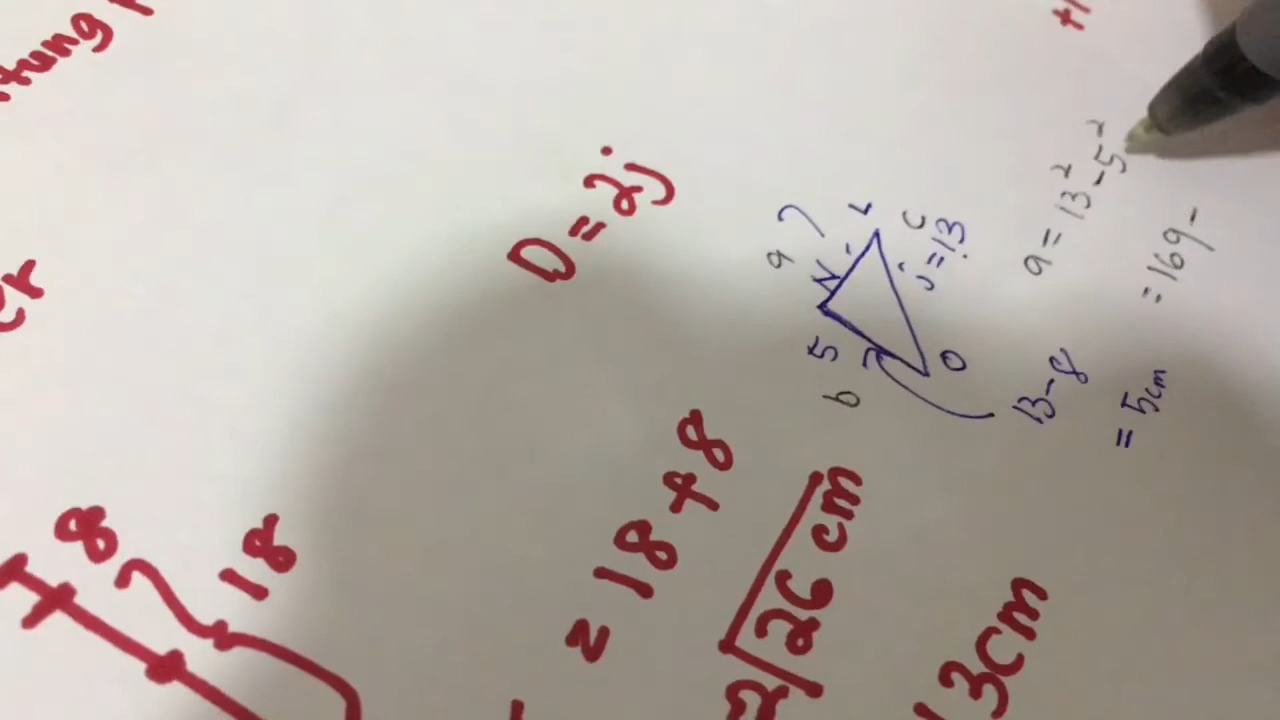 D = 2j
= 18 + 8
2 26 cm
13cm
8
18
a
N
L
c
j = 13
5
b
O
13 - 8
= 5cm
a = 13² - 5²
= 169 -